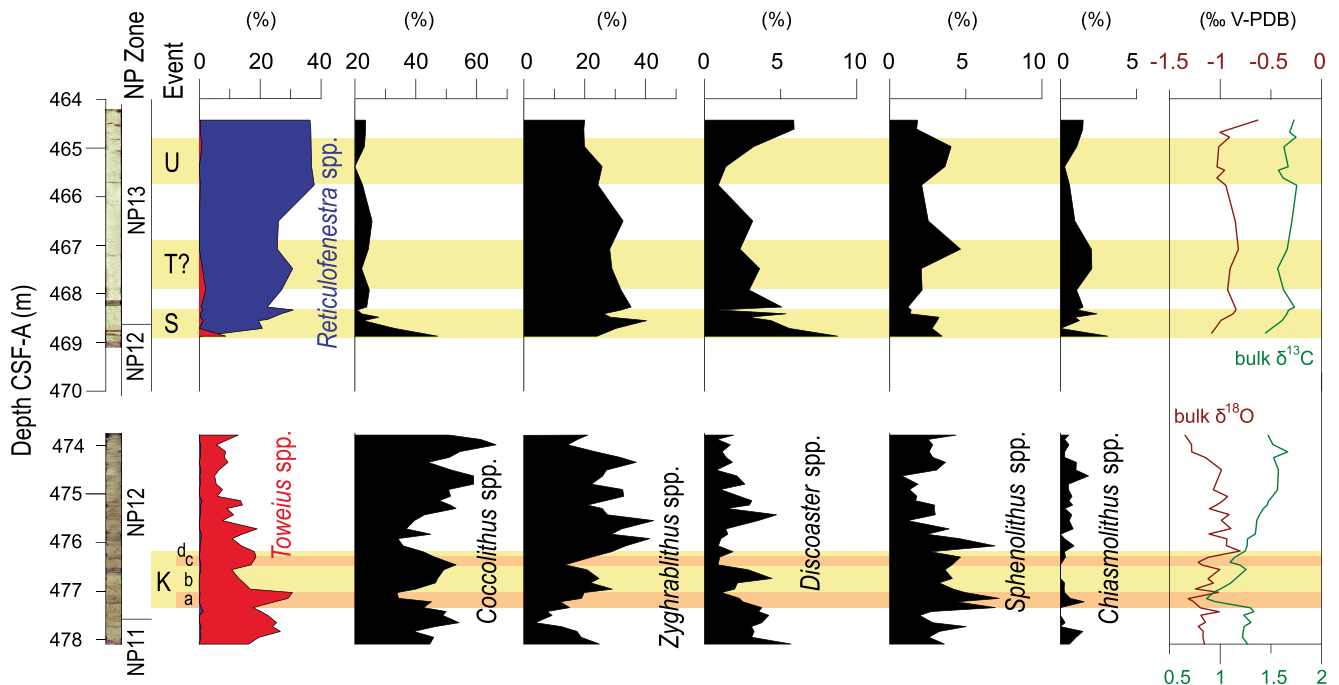 (%) (%) (%) (%) (%) (%) (‰ V-PDB)
NP Zone
Event
0 20 40 20 40 60 0 20 40 0 5 10 0 5 10 0 5 -1.5 -1 -0.5 0
464
465
466
467
468
469
470
Depth CSF-A (m)
NP13
NP12
U
T?
S
Reticulofenestra spp.
bulk δ13C
bulk δ18O
474
475
476
477
478
NP12
NP11
K
d
c
b
a
Toweius spp.
Coccolithus spp.
Zyghrablithus spp.
Discoaster spp.
Sphenolithus spp.
Chiasmolithus spp.
0.5 1 1.5 2